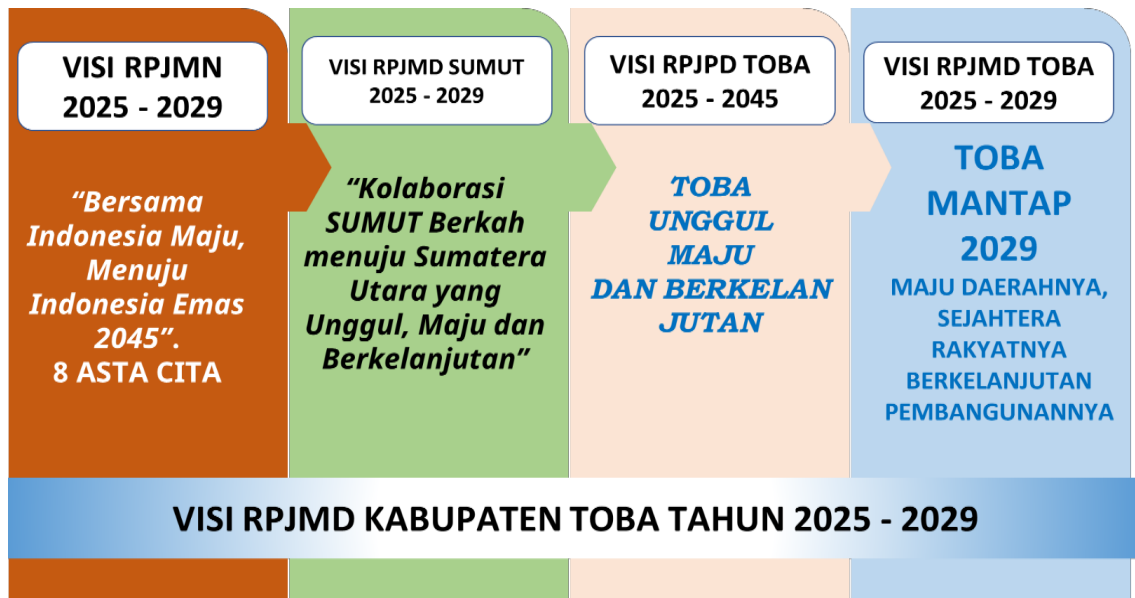 VISI RPJMN
2025 - 2029
“Bersama
Indonesia Maju,
Menuju
Indonesia Emas
2045”.
8 ASTA CITA
VISI RPJMD SUMUT
2025 - 2029
“Kolaborasi
SUMUT Berkah
menuju Sumatera
Utara yang
Unggul, Maju dan
Berkelanjutan”
VISI RPJPD TOBA
2025 - 2045
TOBA
UNGGUL
MAJU
DAN BERKELAN
JUTAN
VISI RPJMD TOBA
2025 - 2029
TOBA
MANTAP
2029
MAJU DAERAHNYA,
SEJAHTERA
RAKYATNYA
BERKELANJUTAN
PEMBANGUNANNYA
VISI RPJMD KABUPATEN TOBA TAHUN 2025 - 2029